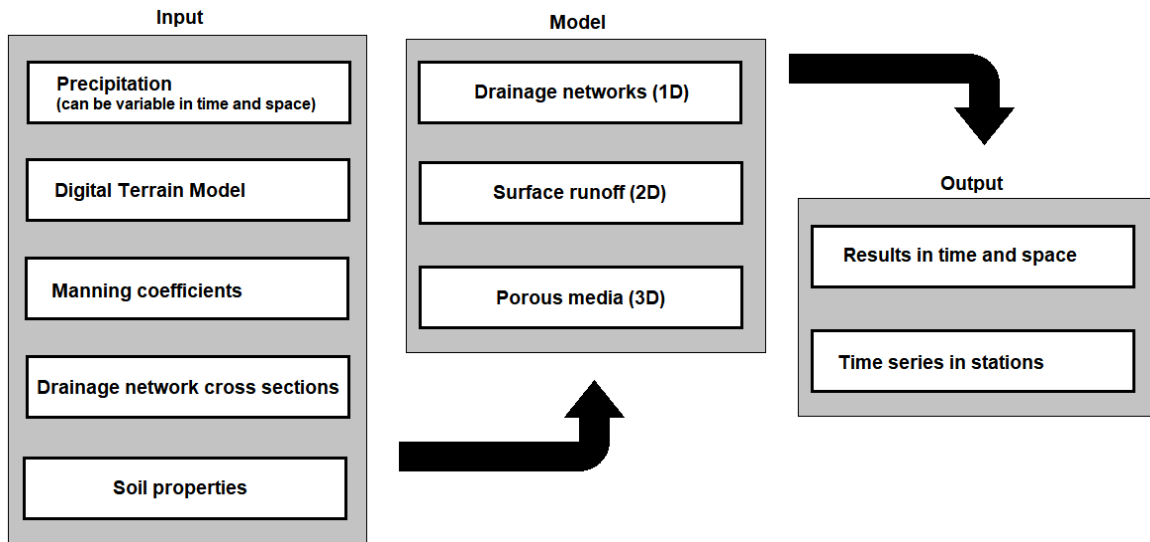 Input
Precipitation
(can be variable in time and space)
Digital Terrain Model
Manning coefficients
Drainage network cross sections
Soil properties
Model
Drainage networks (1D)
Surface runoff (2D)
Porous media (3D)
Output
Results in time and space
Time series in stations